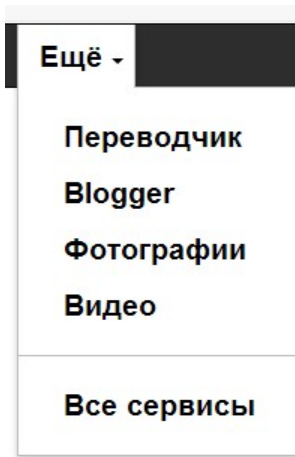 Ещё
Переводчик
Blogger
Фотографии
Видео
Все сервисы